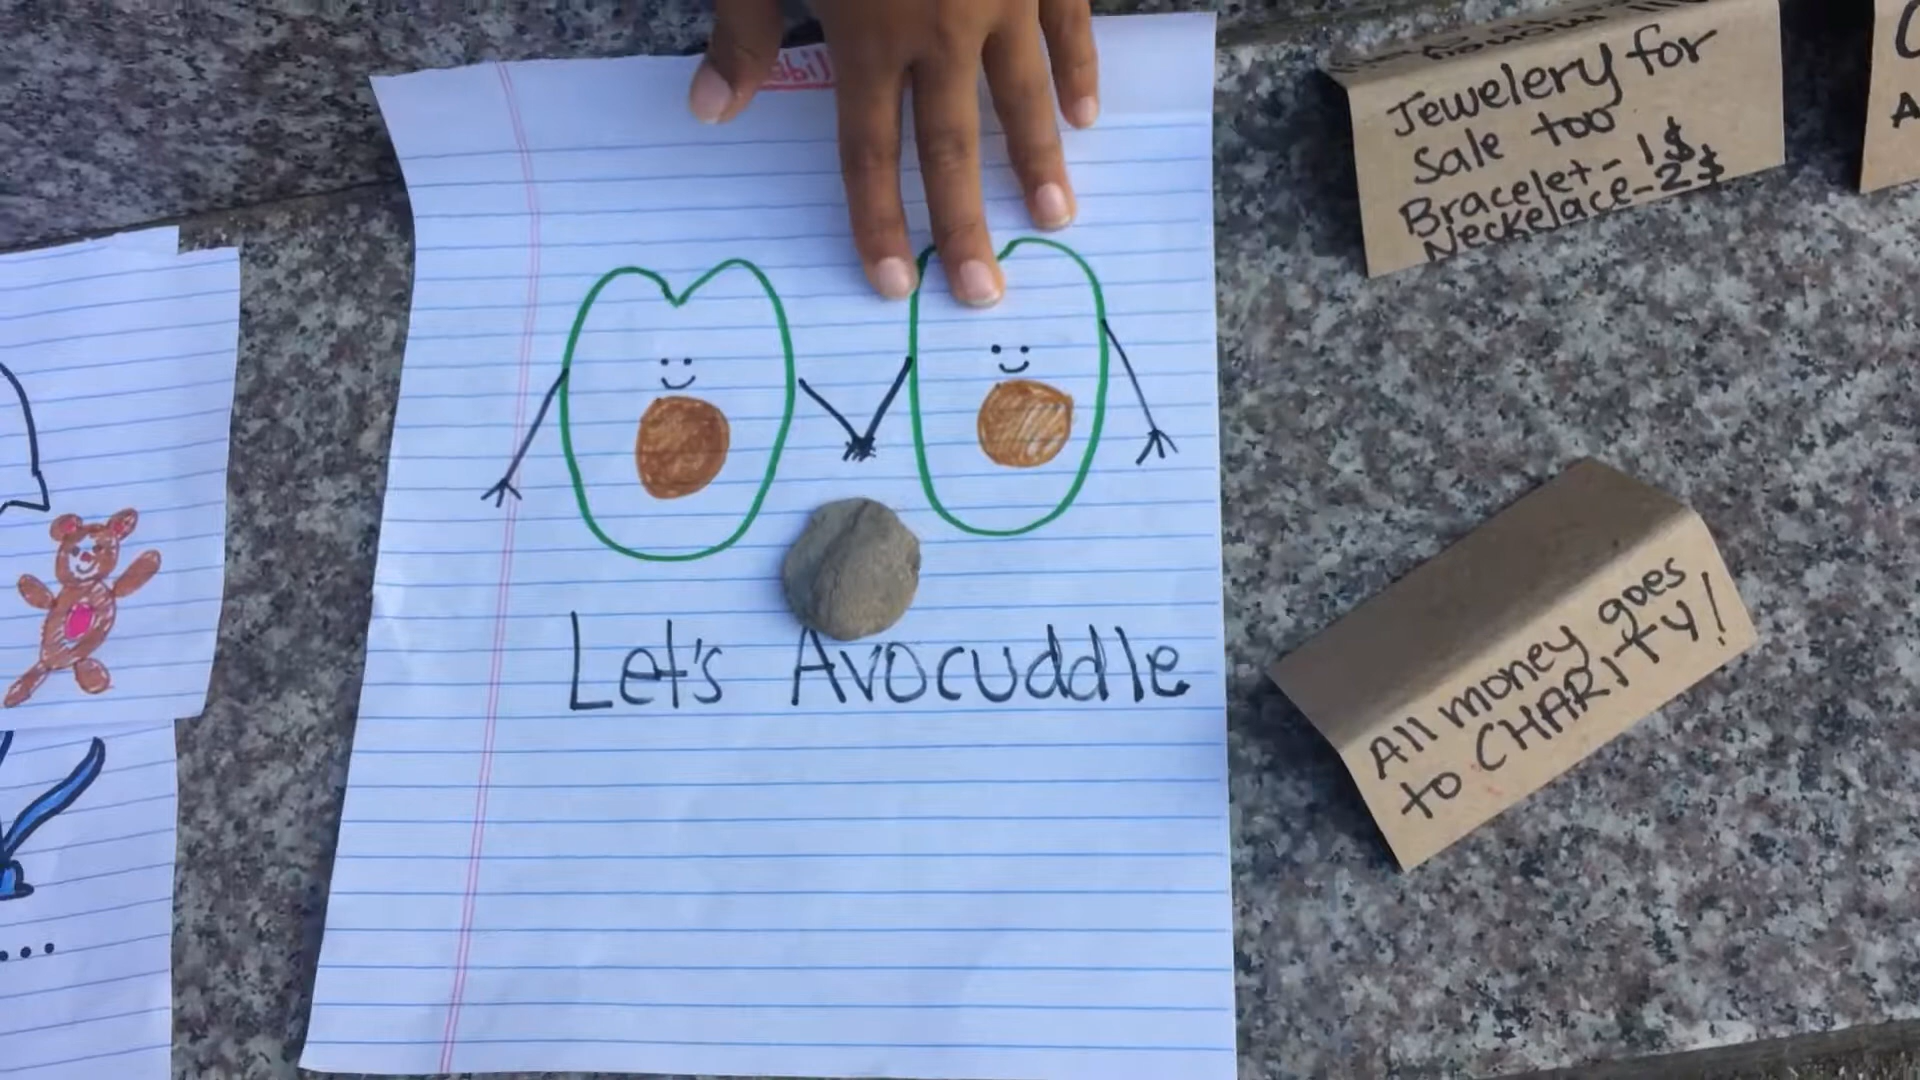 Let's Avocuddle
Jewelery for
Sale too
Bracelet-1$
Neckelace-2$
All money goes
to CHARITY!